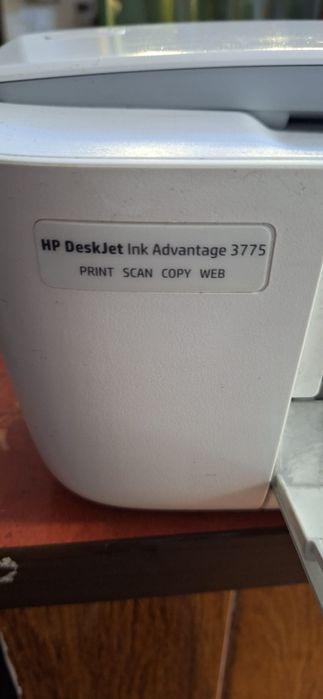 HP DeskJet Ink Advantage 3775
PRINT SCAN COPY WEB